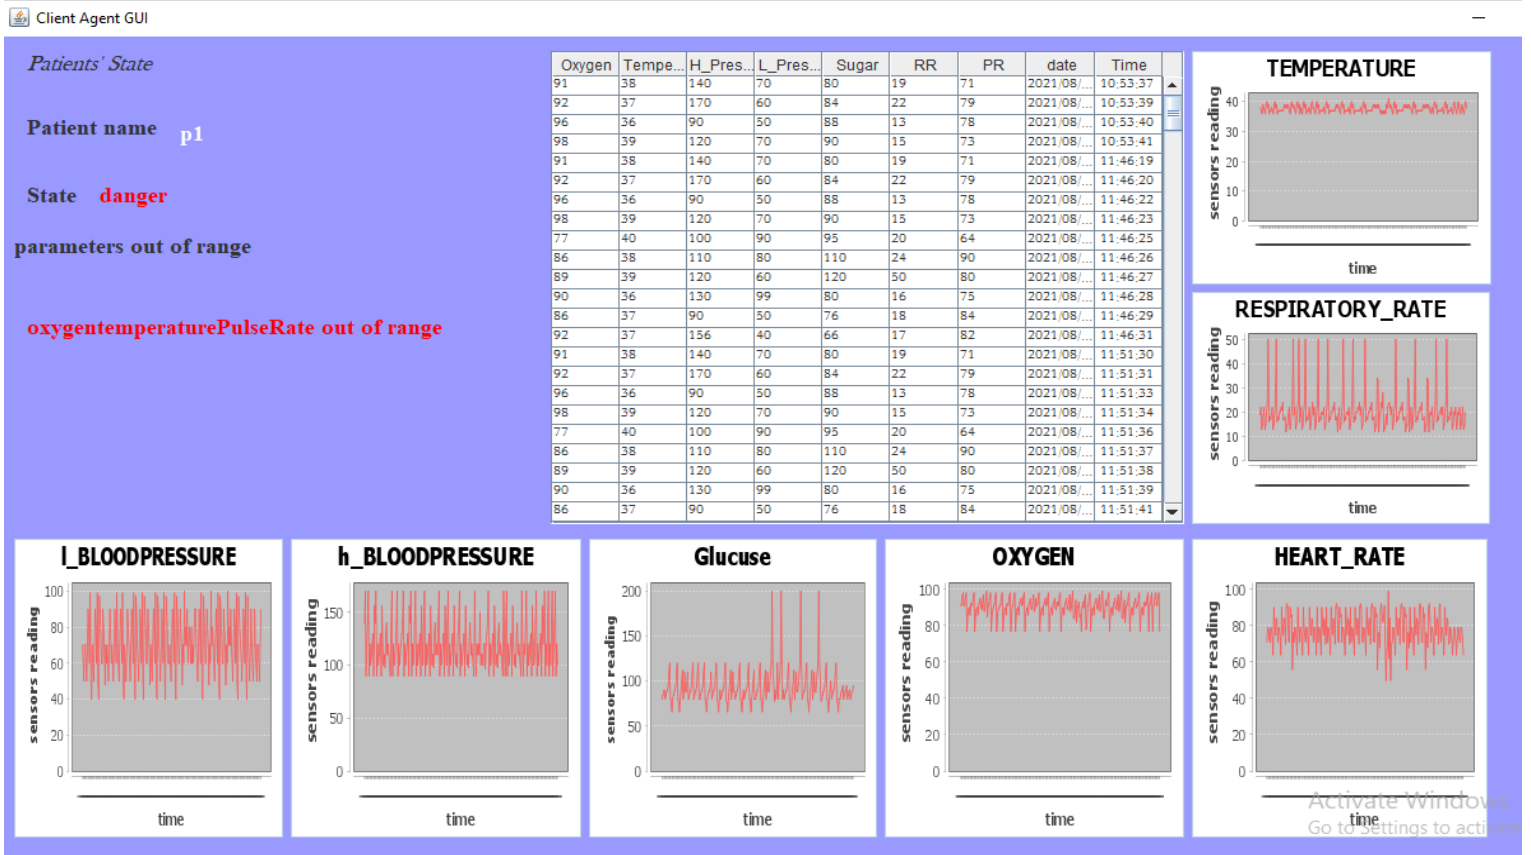 Client Agent GUI
Patients' State
Patient name p1
State danger
parameters out of range
oxygentemperaturePulseRate out of range
Oxygen Tempe... H_Pres... L_Pres... Sugar RR PR date Time
91 38 140 70 80 19 71 2021/08/... 10:53:37
92 37 170 60 84 22 79 2021/08/... 10:53:39
96 36 90 50 88 13 78 2021/08/... 10:53:40
98 39 120 70 90 15 73 2021/08/... 10:53:41
91 38 140 70 80 19 71 2021/08/... 11:46:19
92 37 170 60 84 22 79 2021/08/... 11:46:20
96 36 90 50 88 13 78 2021/08/... 11:46:22
98 39 120 70 90 15 73 2021/08/... 11:46:23
77 40 100 90 95 20 64 2021/08/... 11:46:25
86 38 110 80 110 24 90 2021/08/... 11:46:26
89 39 120 60 120 50 80 2021/08/... 11:46:27
90 36 130 99 80 16 75 2021/08/... 11:46:28
86 37 90 50 76 18 84 2021/08/... 11:46:29
92 37 156 40 66 17 82 2021/08/... 11:46:31
91 38 140 70 80 19 71 2021/08/... 11:51:30
92 37 170 60 84 22 79 2021/08/... 11:51:31
96 36 90 50 88 13 78 2021/08/... 11:51:33
98 39 120 70 90 15 73 2021/08/... 11:51:34
77 40 100 90 95 20 64 2021/08/... 11:51:36
86 38 110 80 110 24 90 2021/08/... 11:51:37
89 39 120 60 120 50 80 2021/08/... 11:51:38
90 36 130 99 80 16 75 2021/08/... 11:51:39
86 37 90 50 76 18 84 2021/08/... 11:51:41
TEMPERATURE
sensors reading
40
30
20
10
0
time
RESPIRATORY_RATE
sensors reading
50
40
30
20
10
0
time
l_BLOODPRESSURE
sensors reading
100
80
60
40
20
0
time
h_BLOODPRESSURE
sensors reading
150
100
50
0
time
Glucuse
sensors reading
200
150
100
50
0
time
OXYGEN
sensors reading
100
80
60
40
20
0
time
HEART_RATE
sensors reading
100
80
60
40
20
0
time
Activate Windows
Go to Settings to activ